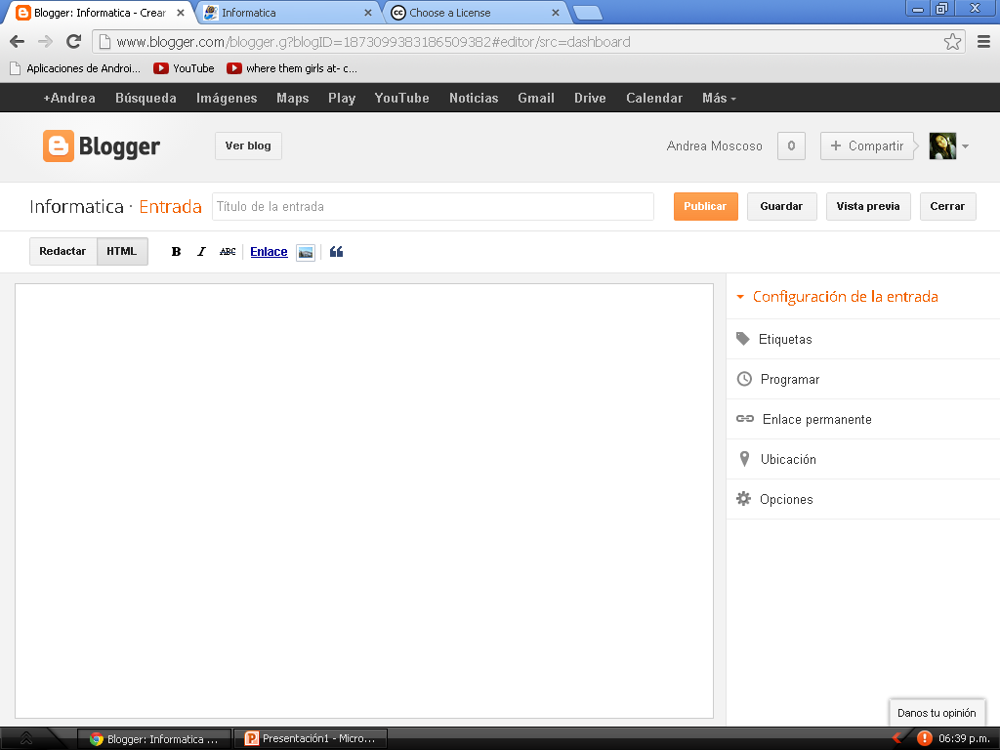 Blogger: Informatica - Crear
Informatica
Choose a License
www.blogger.com/blogger.g?blogID=1873099383186509382#editor/src=dashboard
Aplicaciones de Androi... YouTube where them girls at- c...
+Andrea Búsqueda Imágenes Maps Play YouTube Noticias Gmail Drive Calendar Más
Blogger Ver blog Andrea Moscoso 0 + Compartir
Informatica · Entrada Título de la entrada Publicar Guardar Vista previa Cerrar
Redactar HTML B I ABC Enlace
Configuración de la entrada
Etiquetas
Programar
Enlace permanente
Ubicación
Opciones
Danos tu opinión
Blogger: Informatica ... Presentación1 - Micro... 06:39 p.m.